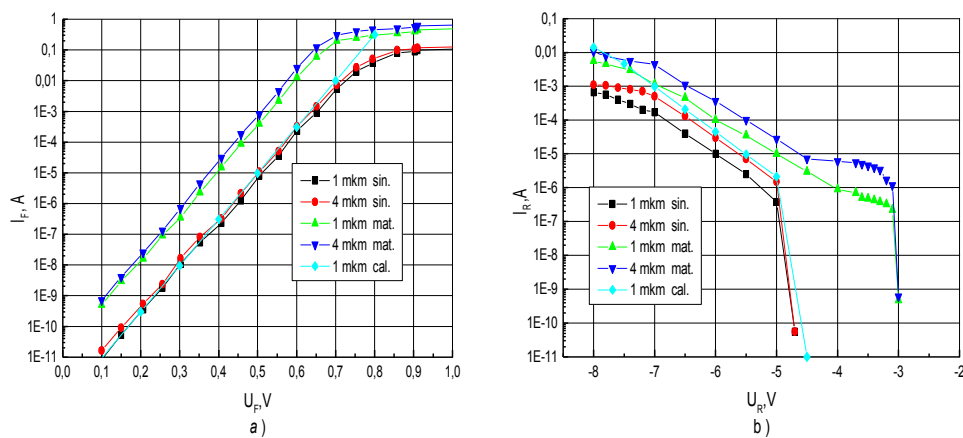 1
0,1
0,01
1E-3
1E-4
1E-5
1E-6
1E-7
1E-8
1E-9
1E-10
1E-11
I_F, A
0,0 0,1 0,2 0,3 0,4 0,5 0,6 0,7 0,8 0,9 1,0
U_F,V
a )
1 mkm sin.
4 mkm sin.
1 mkm mat.
4 mkm mat.
1 mkm cal.
0,1
0,01
1E-3
1E-4
1E-5
1E-6
1E-7
1E-8
1E-9
1E-10
1E-11
I_R, A
-8 -7 -6 -5 -4 -3 -2
U_R,V
b )
1 mkm sin.
4 mkm sin.
1 mkm mat.
4 mkm mat.
1 mkm cal.